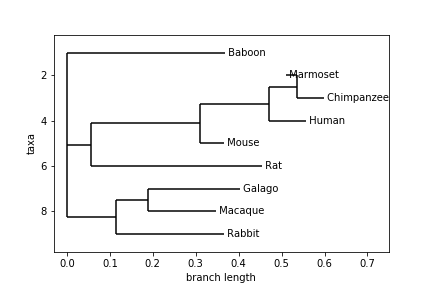 Baboon
2
Marmoset
Chimpanzee
4
Human
Mouse
taxa
6
Rat
Galago
8
Macaque
Rabbit
0.0 0.1 0.2 0.3 0.4 0.5 0.6 0.7
branch length